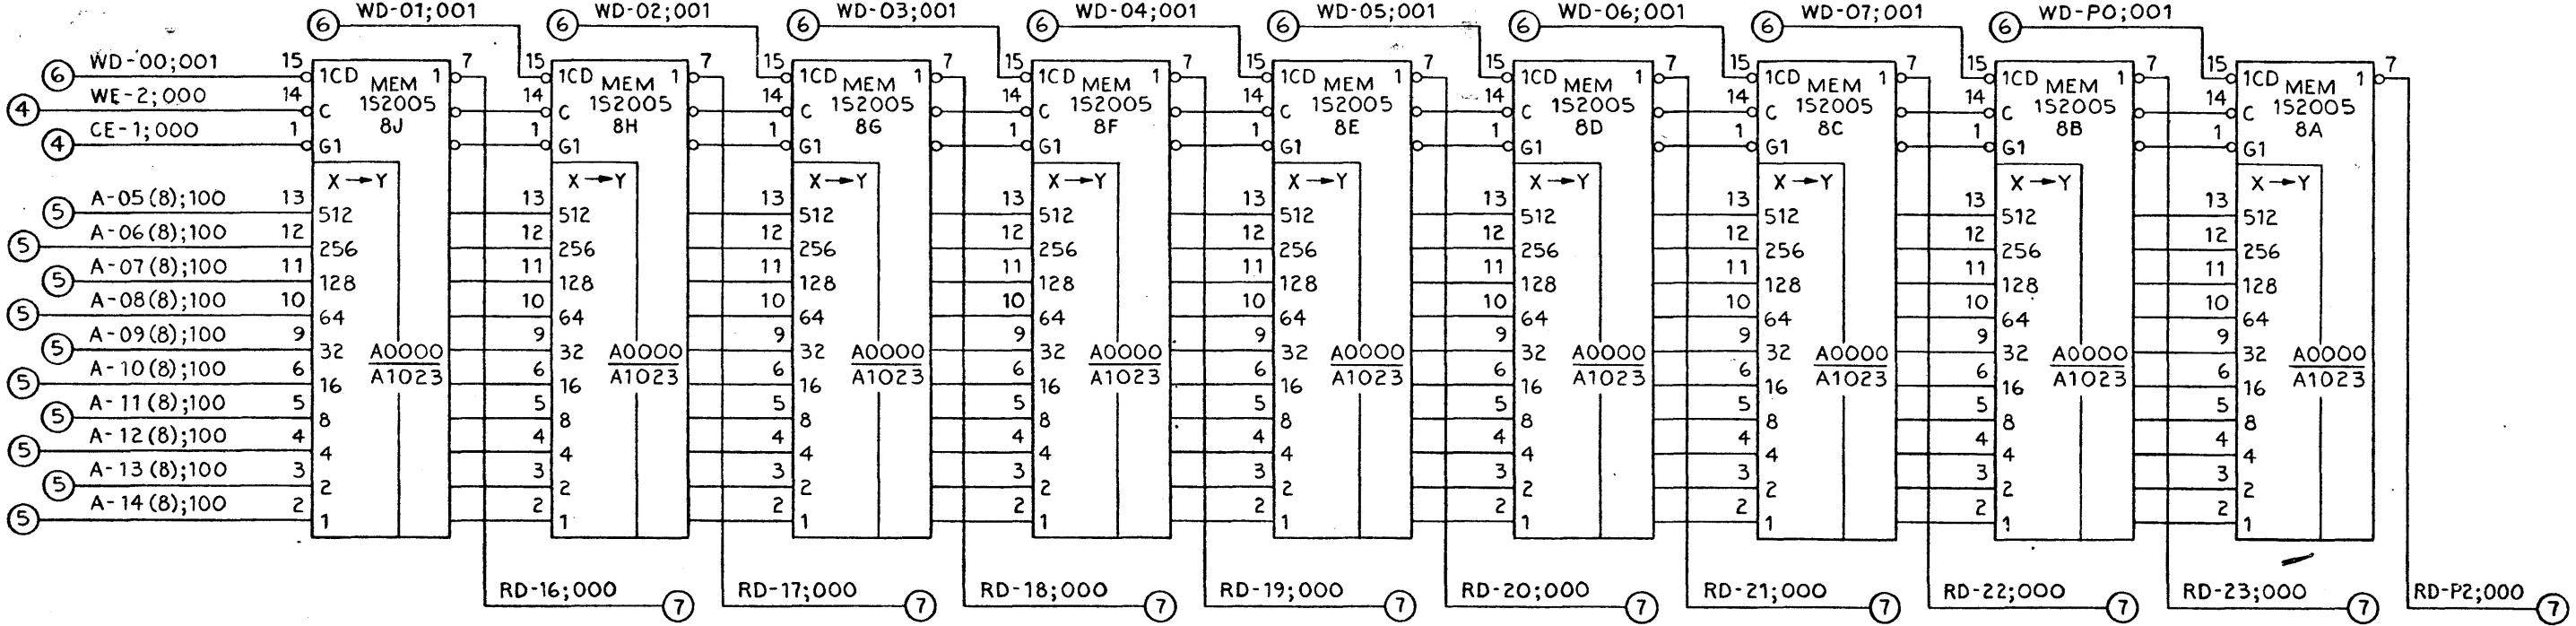 6 WD-01;001 6 WD-02;001 6 WD-03;001 6 WD-04;001 6 WD-05;001 6 WD-06;001 6 WD-07;001 6 WD-P0;001
6 WD-00;001 15 1CD MEM 1 7 15 1CD MEM 1 7 15 1CD MEM 1 7 15 1CD MEM 1 7 15 1CD MEM 1 7 15 1CD MEM 1 7 15 1CD MEM 1 7 15 1CD MEM 1 7 15 1CD MEM 1 7
4 WE-2;000 14 C 1S2005 14 C 1S2005 14 C 1S2005 14 C 1S2005 14 C 1S2005 14 C 1S2005 14 C 1S2005 14 C 1S2005 14 C 1S2005
8J 8H 8G 8F 8E 8D 8C 8B 8A
4 CE-1;000 1 G1 1 G1 1 G1 1 G1 1 G1 1 G1 1 G1 1 G1 1 G1
X→Y X→Y X→Y X→Y X→Y X→Y X→Y X→Y X→Y
5 A-05(8);100 13 512 13 512 13 512 13 512 13 512 13 512 13 512 13 512 13 512
5 A-06(8);100 12 256 12 256 12 256 12 256 12 256 12 256 12 256 12 256 12 256
5 A-07(8);100 11 128 11 128 11 128 11 128 11 128 11 128 11 128 11 128 11 128
5 A-08(8);100 10 64 10 64 10 64 10 64 10 64 10 64 10 64 10 64 10 64
5 A-09(8);100 9 32 A0000 9 32 A0000 9 32 A0000 9 32 A0000 9 32 A0000 9 32 A0000 9 32 A0000 9 32 A0000 9 32 A0000
5 A-10(8);100 6 16 A1023 6 16 A1023 6 16 A1023 6 16 A1023 6 16 A1023 6 16 A1023 6 16 A1023 6 16 A1023 6 16 A1023
5 A-11(8);100 5 8 5 8 5 8 5 8 5 8 5 8 5 8 5 8 5 8
5 A-12(8);100 4 4 4 4 4 4 4 4 4 4 4 4 4 4 4 4 4 4
5 A-13(8);100 3 2 3 2 3 2 3 2 3 2 3 2 3 2 3 2 3 2
5 A-14(8);100 2 1 2 1 2 1 2 1 2 1 2 1 2 1 2 1 2 1
RD-16;000 7 RD-17;000 7 RD-18;000 7 RD-19;000 7 RD-20;000 7 RD-21;000 7 RD-22;000 7 RD-23;000 7 RD-P2;000 7